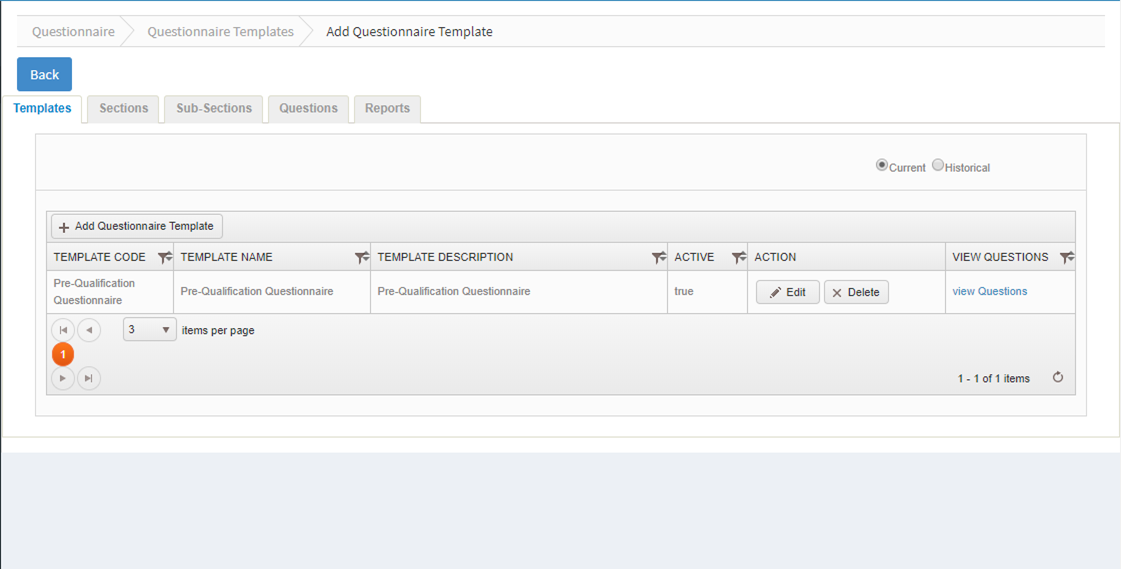 Questionnaire Questionnaire Templates Add Questionnaire Template
Back
Templates Sections Sub-Sections Questions Reports
Current Historical
Add Questionnaire Template
TEMPLATE CODE TEMPLATE NAME TEMPLATE DESCRIPTION ACTIVE ACTION VIEW QUESTIONS
Pre-Qualification
Questionnaire Pre-Qualification Questionnaire Pre-Qualification Questionnaire true Edit Delete view Questions
3 items per page
1
1 - 1 of 1 items